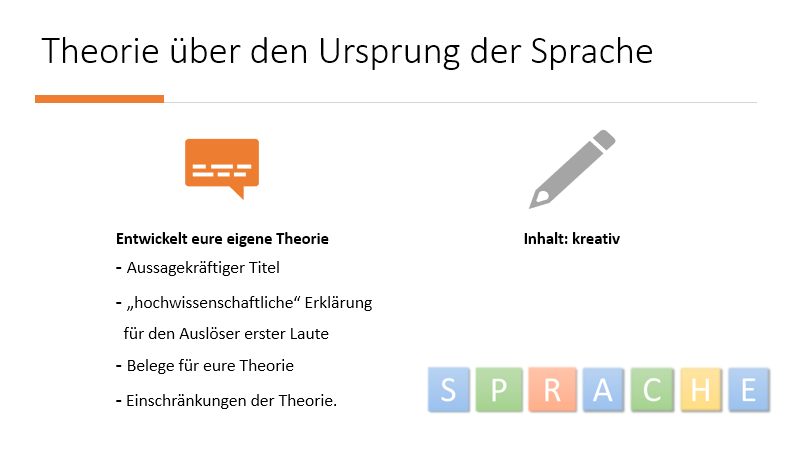 Theorie über den Ursprung der Sprache
Entwickelt eure eigene Theorie
- Aussagekräftiger Titel
- „hochwissenschaftliche“ Erklärung
für den Auslöser erster Laute
- Belege für eure Theorie
- Einschränkungen der Theorie.
Inhalt: kreativ
SPRACHE